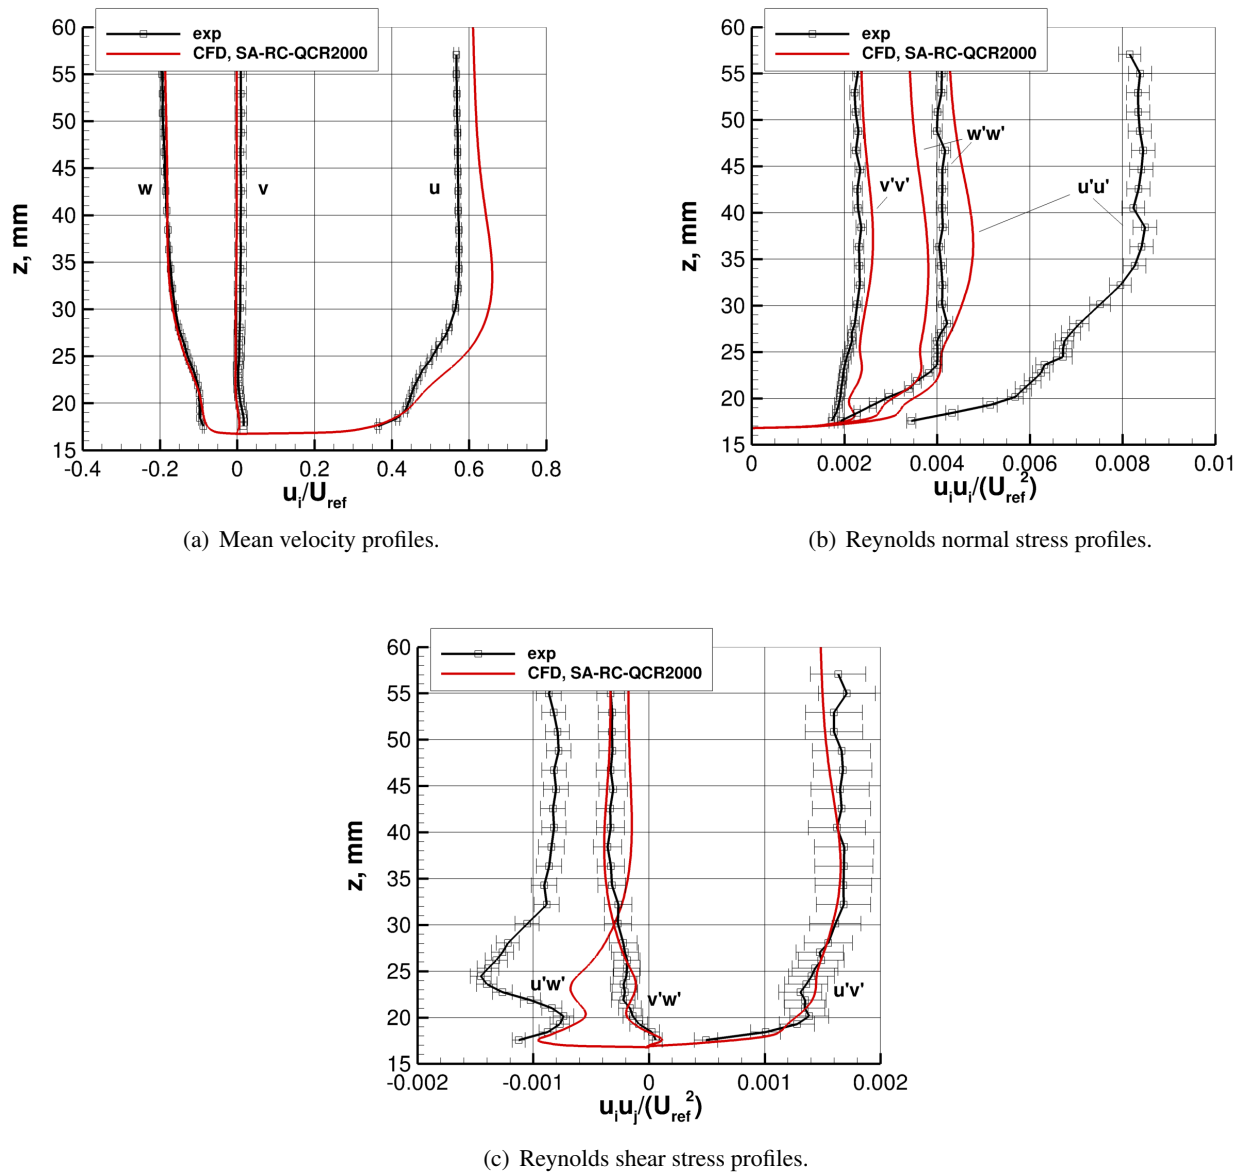 60
55
50
45
40
35
30
25
20
15
z, mm
exp
CFD, SA-RC-QCR2000
w
v
u
-0.4 -0.2 0 0.2 0.4 0.6 0.8
u_i/U_ref
(a) Mean velocity profiles.
60
55
50
45
40
35
30
25
20
15
z, mm
exp
CFD, SA-RC-QCR2000
w'w'
v'v'
u'u'
0 0.002 0.004 0.006 0.008 0.01
u_iu_i/(U_ref^2)
(b) Reynolds normal stress profiles.
60
55
50
45
40
35
30
25
20
15
z, mm
exp
CFD, SA-RC-QCR2000
u'w'
v'w'
u'v'
-0.002 -0.001 0 0.001 0.002
u_iu_j/(U_ref^2)
(c) Reynolds shear stress profiles.